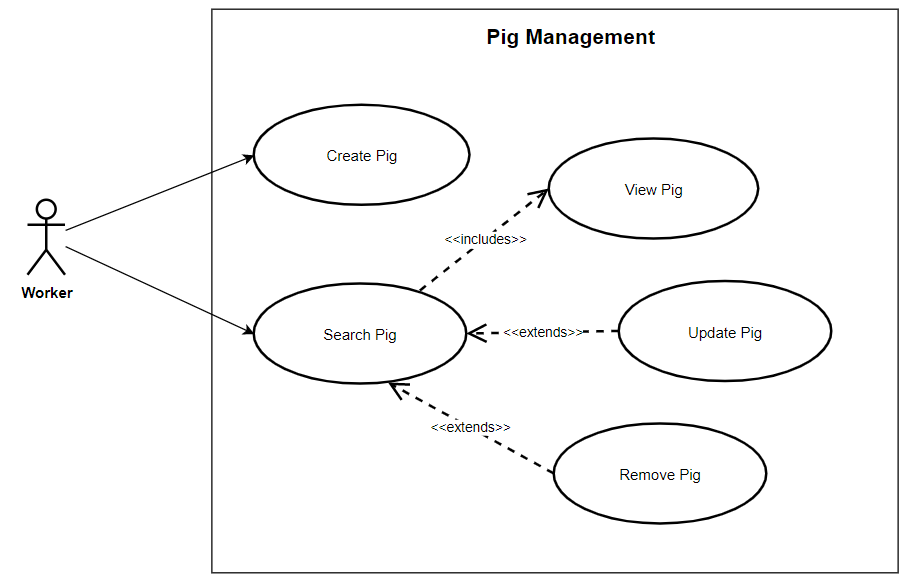 Pig Management
Create Pig
View Pig
<<includes>>
Worker
Search Pig
<<extends>>
Update Pig
<<extends>>
Remove Pig